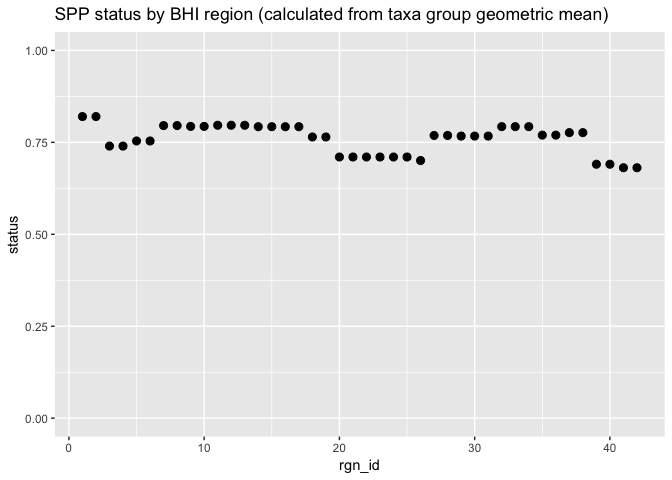 SPP status by BHI region (calculated from taxa group geometric mean)
1.00
0.75
0.50
0.25
0.00
status
0 10 20 30 40
rgn_id